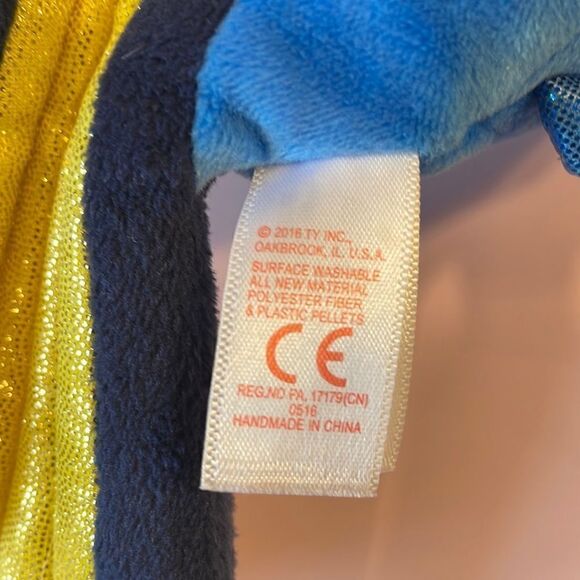 © 2016 TY INC.,
OAKBROOK, IL. U.S.A.
SURFACE WASHABLE
ALL NEW MATERIAL
POLYESTER FIBER
& PLASTIC PELLETS
CE
REG.NO PA. 17179(CN)
0516
HANDMADE IN CHINA